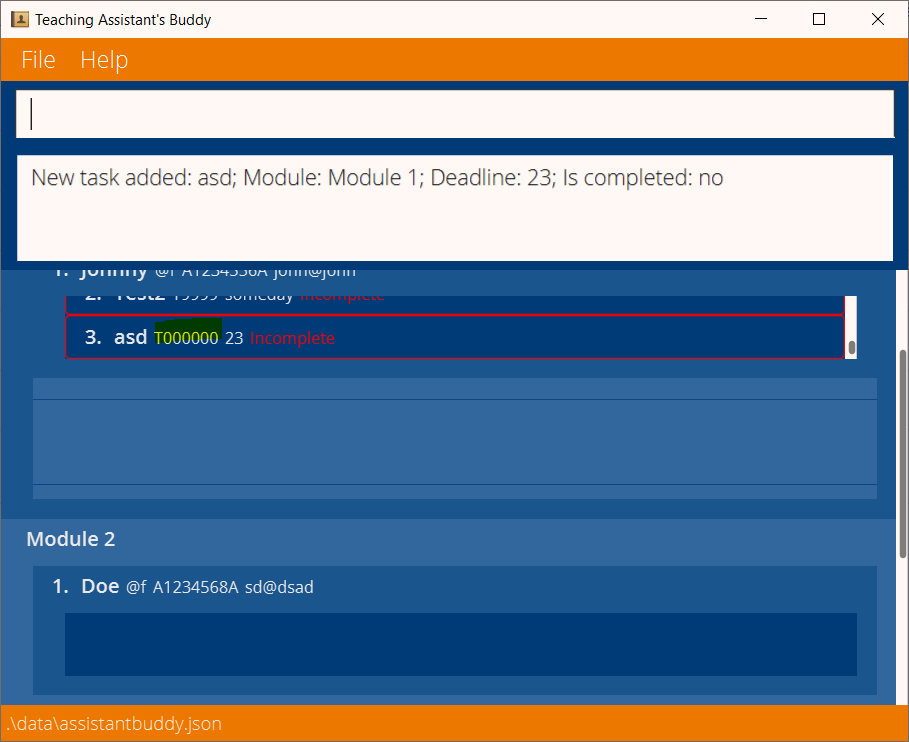 Teaching Assistant's Buddy
File Help
New task added: asd; Module: Module 1; Deadline: 23; Is completed: no
1. Johnny @f A1234556A john@john
2. Test2 19999 someday Incomplete
3. asd T000000 23 Incomplete
Module 2
1. Doe @f A1234568A sd@dsad
.\data\assistantbuddy.json